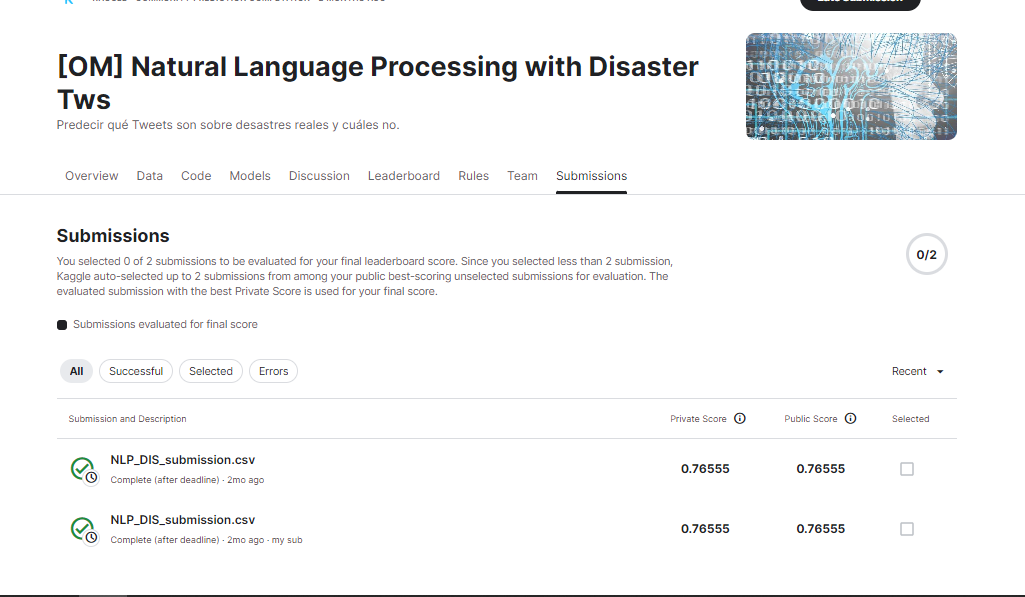 Late Submission
[OM] Natural Language Processing with Disaster
Tws
Predecir qué Tweets son sobre desastres reales y cuáles no.
Overview Data Code Models Discussion Leaderboard Rules Team Submissions
Submissions
You selected 0 of 2 submissions to be evaluated for your final leaderboard score. Since you selected less than 2 submission,
Kaggle auto-selected up to 2 submissions from among your public best-scoring unselected submissions for evaluation. The
evaluated submission with the best Private Score is used for your final score.
0/2
Submissions evaluated for final score
All Successful Selected Errors Recent
Submission and Description Private Score Public Score Selected
NLP_DIS_submission.csv
Complete (after deadline) · 2mo ago
0.76555 0.76555
NLP_DIS_submission.csv
Complete (after deadline) · 2mo ago · my sub
0.76555 0.76555